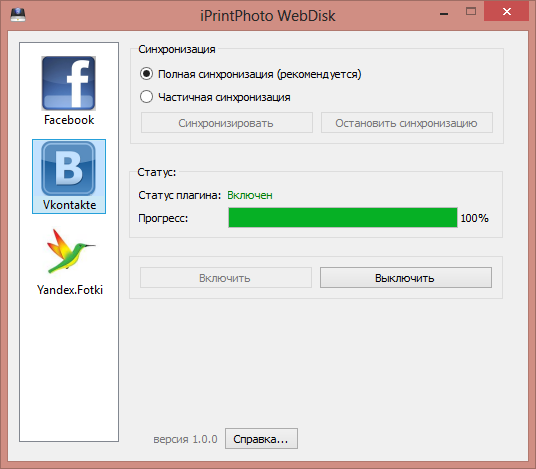 iPrintPhoto WebDisk
Facebook
Vkontakte
Yandex.Fotki
Синхронизация
Полная синхронизация (рекомендуется)
Частичная синхронизация
Синхронизировать Остановить синхронизацию
Статус:
Статус плагина: Включен
Прогресс: 100%
Включить Выключить
версия 1.0.0 Справка...